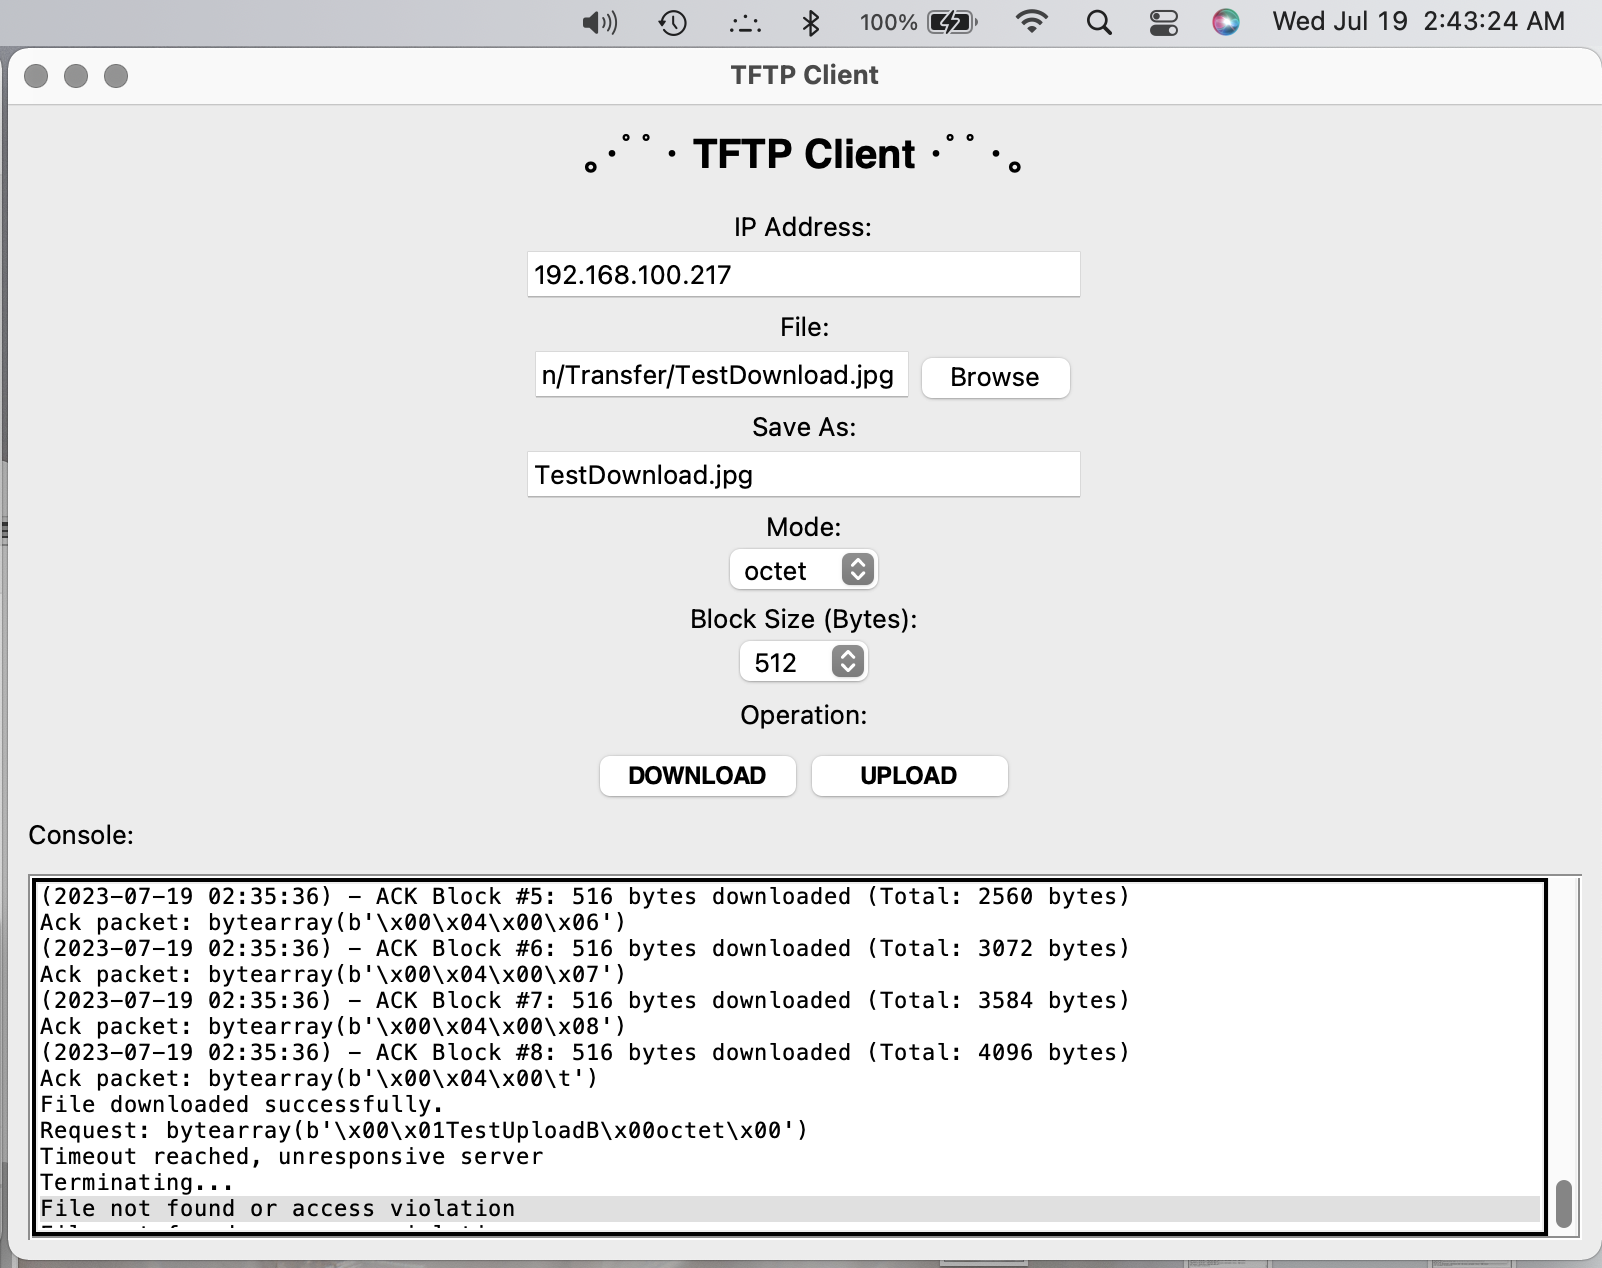 100% Wed Jul 19 2:43:24 AM
TFTP Client
｡･ﾟﾟ･ TFTP Client ･ﾟﾟ･｡
IP Address:
192.168.100.217
File:
n/Transfer/TestDownload.jpg Browse
Save As:
TestDownload.jpg
Mode:
octet
Block Size (Bytes):
512
Operation:
DOWNLOAD UPLOAD
Console:
(2023-07-19 02:35:36) - ACK Block #5: 516 bytes downloaded (Total: 2560 bytes)
Ack packet: bytearray(b'\x00\x04\x00\x06')
(2023-07-19 02:35:36) - ACK Block #6: 516 bytes downloaded (Total: 3072 bytes)
Ack packet: bytearray(b'\x00\x04\x00\x07')
(2023-07-19 02:35:36) - ACK Block #7: 516 bytes downloaded (Total: 3584 bytes)
Ack packet: bytearray(b'\x00\x04\x00\x08')
(2023-07-19 02:35:36) - ACK Block #8: 516 bytes downloaded (Total: 4096 bytes)
Ack packet: bytearray(b'\x00\x04\x00\t')
File downloaded successfully.
Request: bytearray(b'\x00\x01TestUploadB\x00octet\x00')
Timeout reached, unresponsive server
Terminating...
File not found or access violation